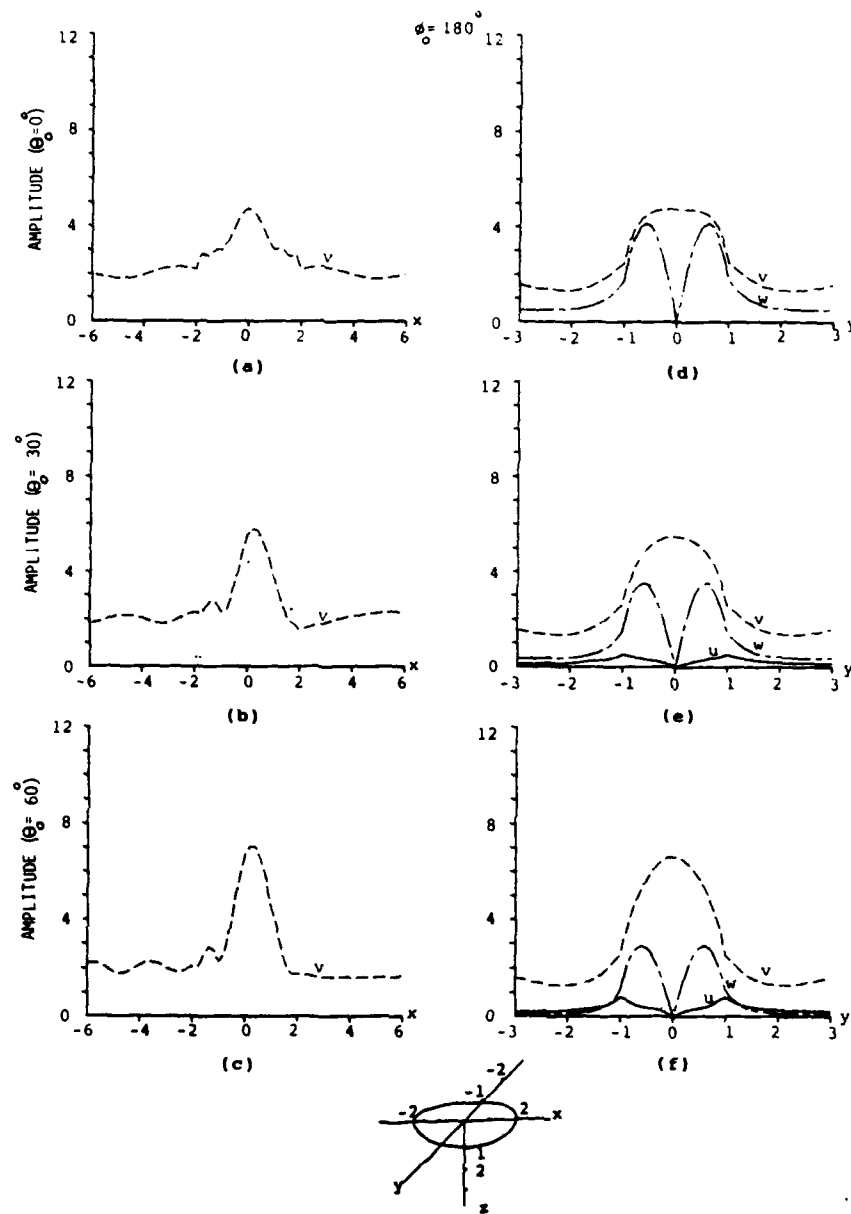 ϕ₀= 180°
12
8
4
0
AMPLITUDE (θ₀=0°)
v
-6 -4 -2 0 2 4 6 x
(a)
12
8
4
0
v
w
-3 -2 -1 0 1 2 3 Y
(d)
12
8
4
0
AMPLITUDE (θ₀= 30°)
v
-6 -4 -2 0 2 4 6 x
(b)
12
8
4
0
v
w
u
-3 -2 -1 0 1 2 3 y
(e)
12
8
4
0
AMPLITUDE (θ₀= 60°)
v
-6 -4 -2 0 2 4 6 x
(c)
12
8
4
0
v
w
u
-3 -2 -1 0 1 2 3 y
(f)
-2
-1
-2 2 x
1
2
y
z